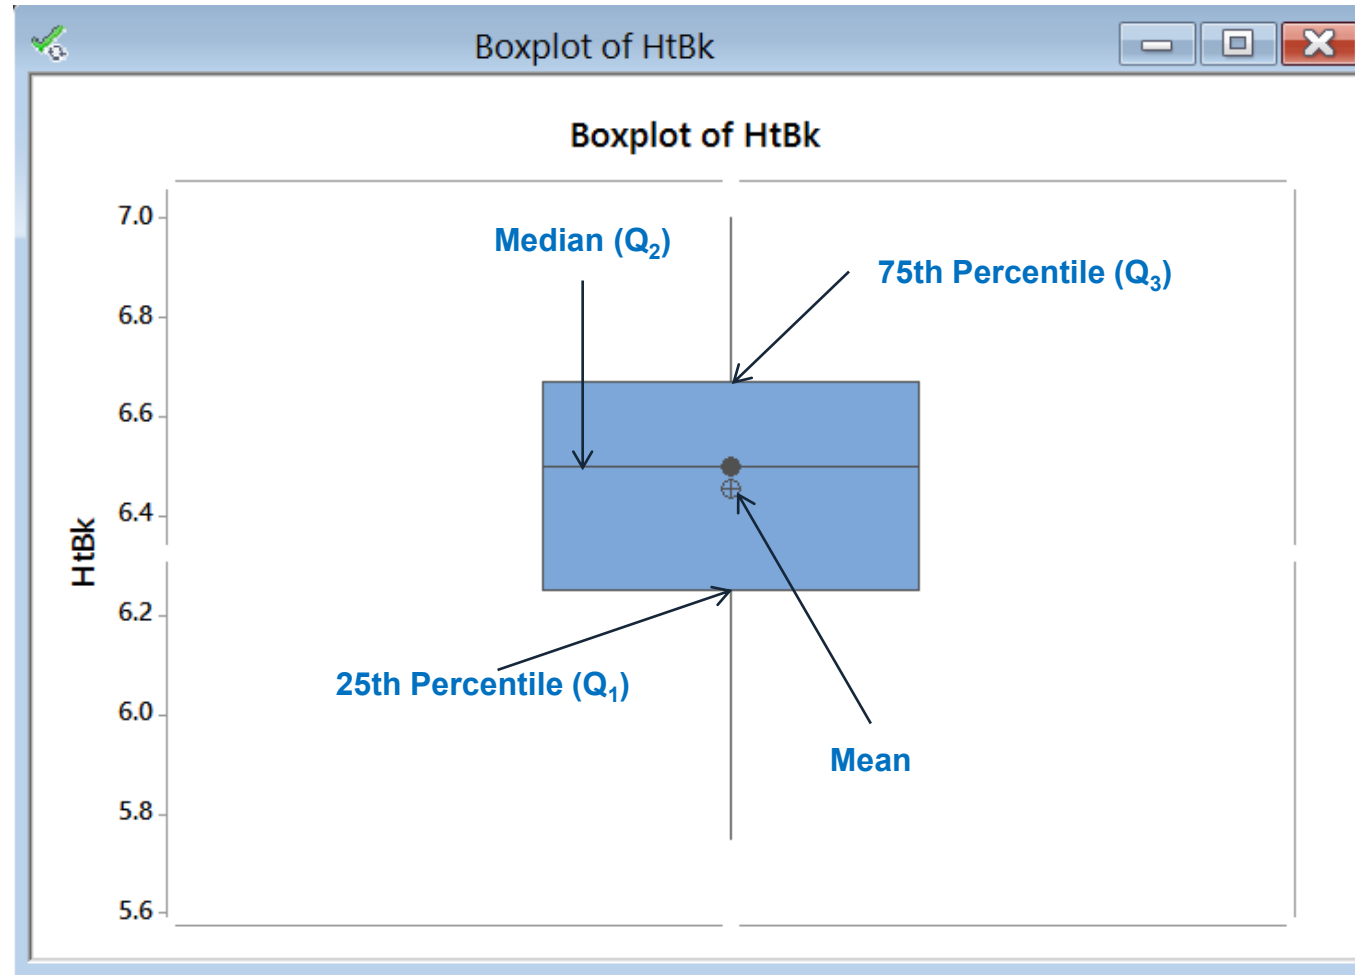 Boxplot of HtBk
Boxplot of HtBk
7.0
Median (Q2)
75th Percentile (Q3)
6.8
6.6
6.4
HtBk
6.2
25th Percentile (Q1)
6.0
Mean
5.8
5.6